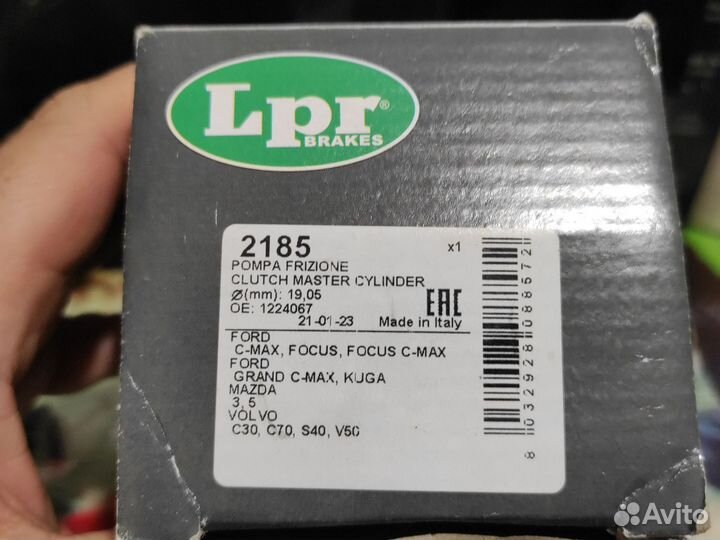 Lpr®
BRAKES
2185 x1
POMPA FRIZIONE
CLUTCH MASTER CYLINDER
Ø(mm): 19,05
OE: 1224067
EAC
21-01-23 Made in Italy
FORD
C-MAX, FOCUS, FOCUS C-MAX
FORD
GRAND C-MAX, KUGA
MAZDA
3, 5
VOLVO
C30, C70, S40, V50
8 032928 088572
Avito